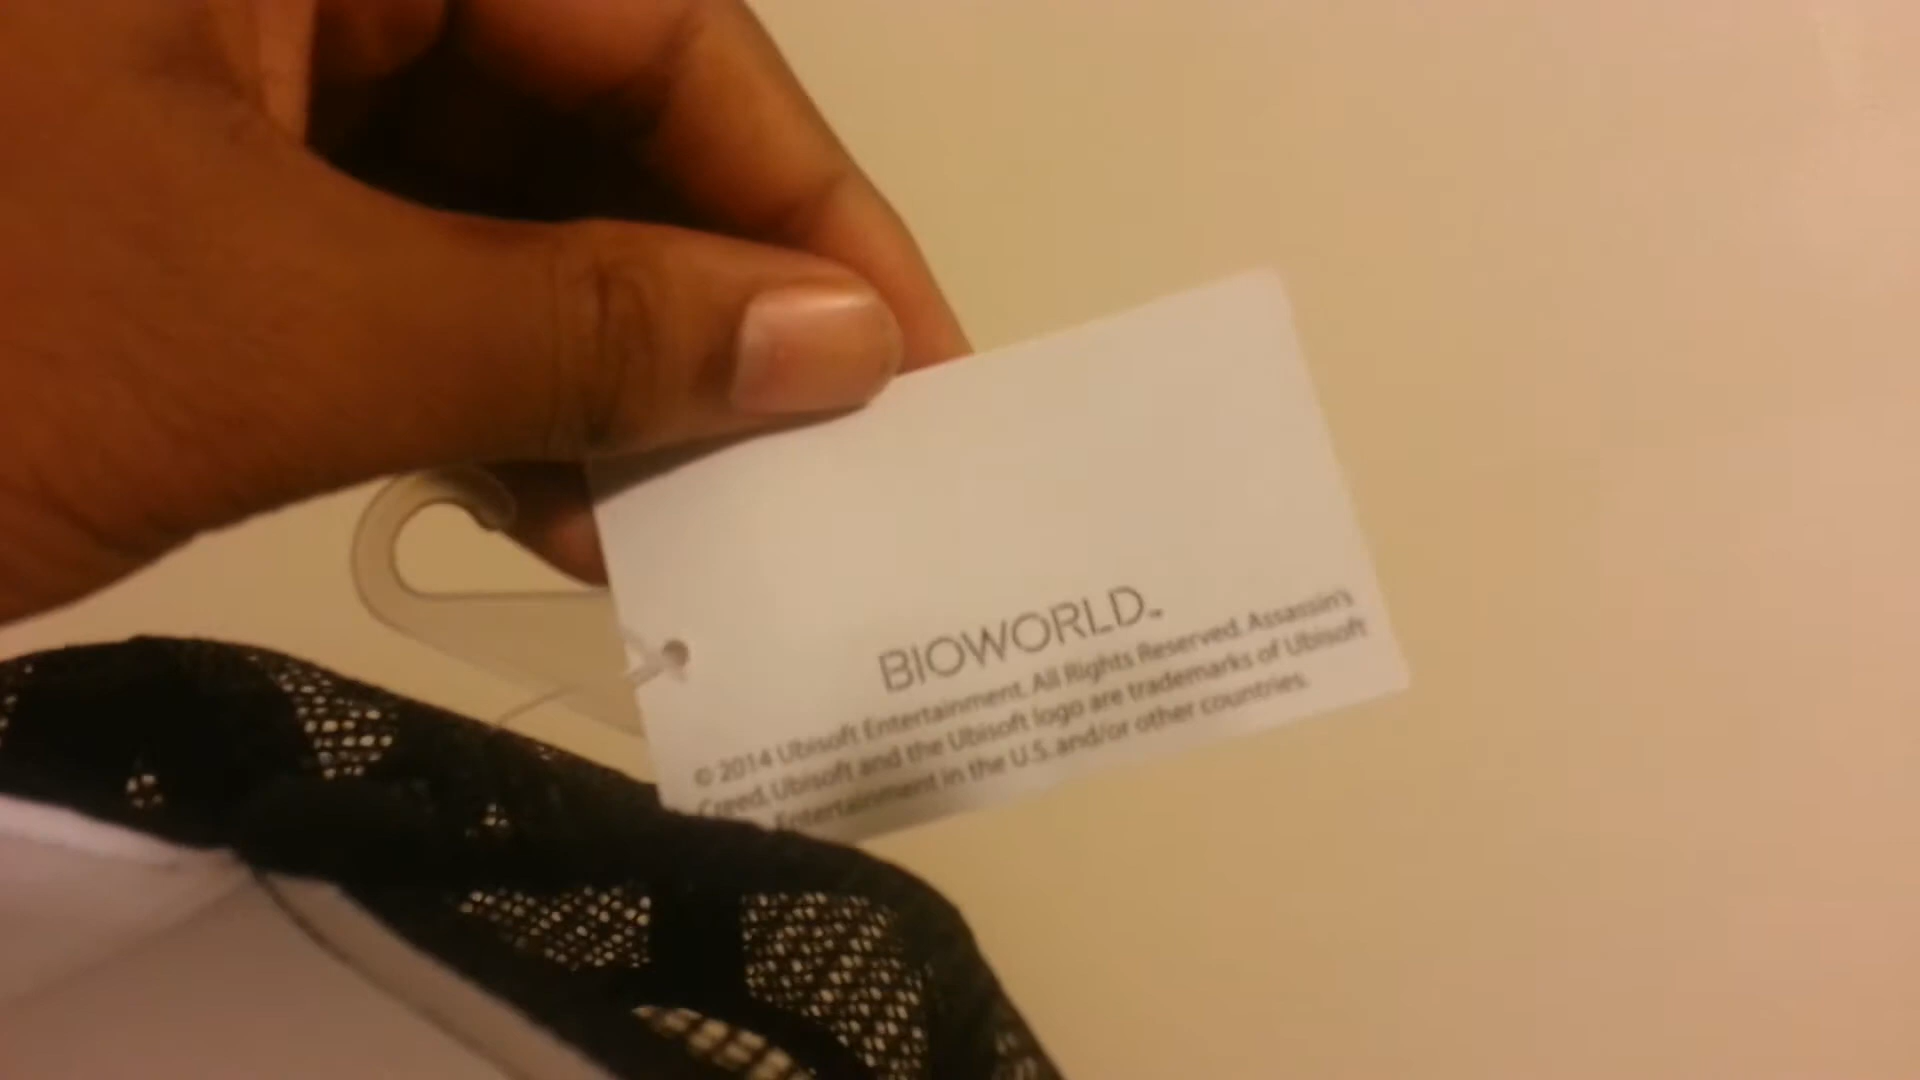 BIOWORLD™
© 2014 Ubisoft Entertainment. All Rights Reserved. Assassin's
Creed, Ubisoft and the Ubisoft logo are trademarks of Ubisoft
Entertainment in the U.S. and/or other countries.